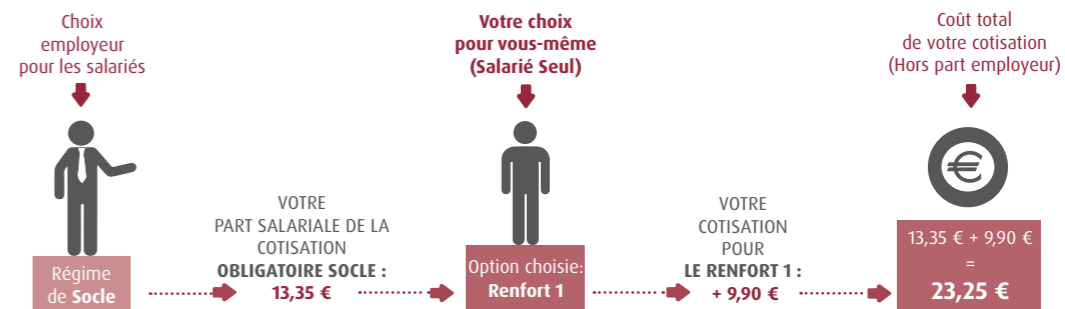 Choix
employeur
pour les salariés
Régime
de Socle
VOTRE
PART SALARIALE DE LA
COTISATION
OBLIGATOIRE SOCLE :
13,35 €
Votre choix
pour vous-même
(Salarié Seul)
Option choisie:
Renfort 1
VOTRE
COTISATION
POUR
LE RENFORT 1 :
+ 9,90 €
Coût total
de votre cotisation
(Hors part employeur)
€
13,35 € + 9,90 €
=
23,25 €